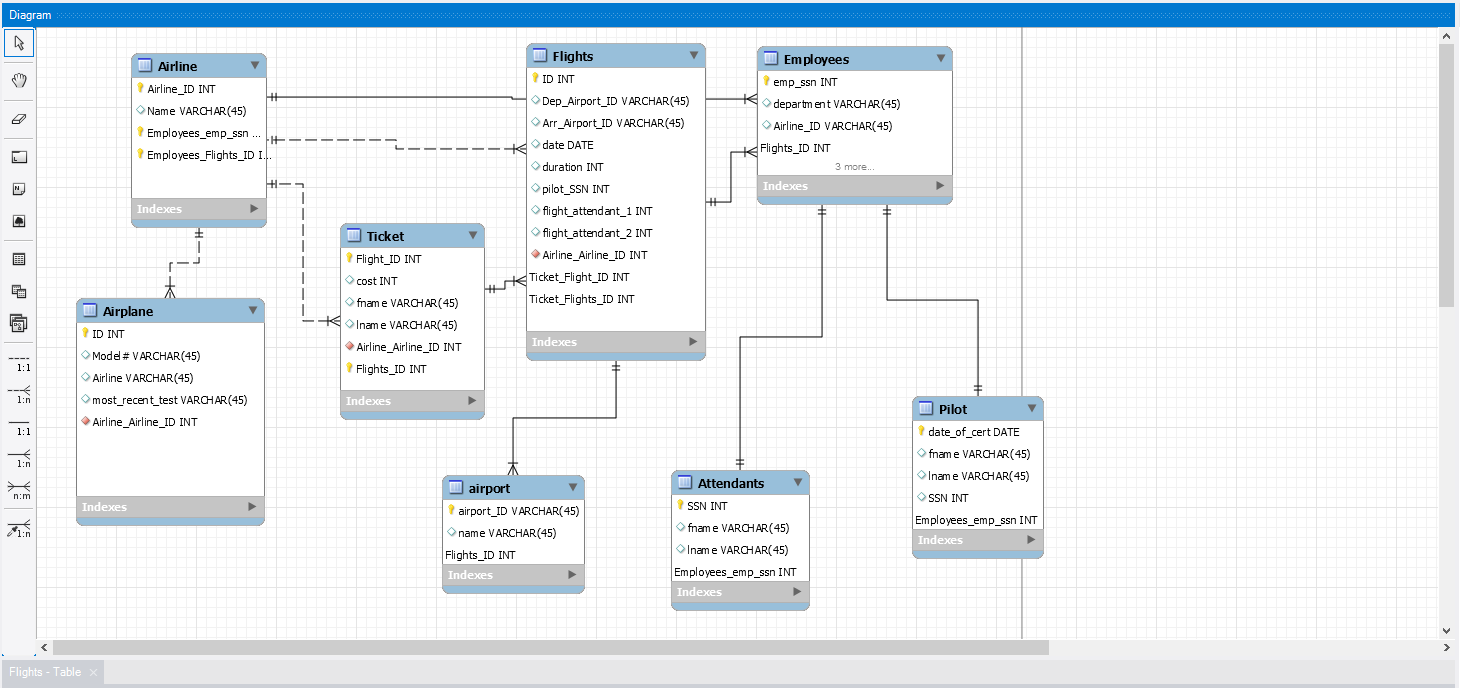 Diagram
Airline
Airline_ID INT
Name VARCHAR(45)
Employees_emp_ssn ...
Employees_Flights_ID I...
Indexes
Flights
ID INT
Dep_Airport_ID VARCHAR(45)
Arr_Airport_ID VARCHAR(45)
date DATE
duration INT
pilot_SSN INT
flight_attendant_1 INT
flight_attendant_2 INT
Airline_Airline_ID INT
Ticket_Flight_ID INT
Ticket_Flights_ID INT
Indexes
Employees
emp_ssn INT
department VARCHAR(45)
Airline_ID VARCHAR(45)
Flights_ID INT
3 more...
Indexes
Ticket
Flight_ID INT
cost INT
fname VARCHAR(45)
lname VARCHAR(45)
Airline_Airline_ID INT
Flights_ID INT
Indexes
Airplane
ID INT
Model# VARCHAR(45)
Airline VARCHAR(45)
most_recent_test VARCHAR(45)
Airline_Airline_ID INT
Indexes
airport
airport_ID VARCHAR(45)
name VARCHAR(45)
Flights_ID INT
Indexes
Attendants
SSN INT
fname VARCHAR(45)
lname VARCHAR(45)
Employees_emp_ssn INT
Indexes
Pilot
date_of_cert DATE
fname VARCHAR(45)
lname VARCHAR(45)
SSN INT
Employees_emp_ssn INT
Indexes
1:1
1:n
1:1
1:n
n:m
1:n
Flights - Table